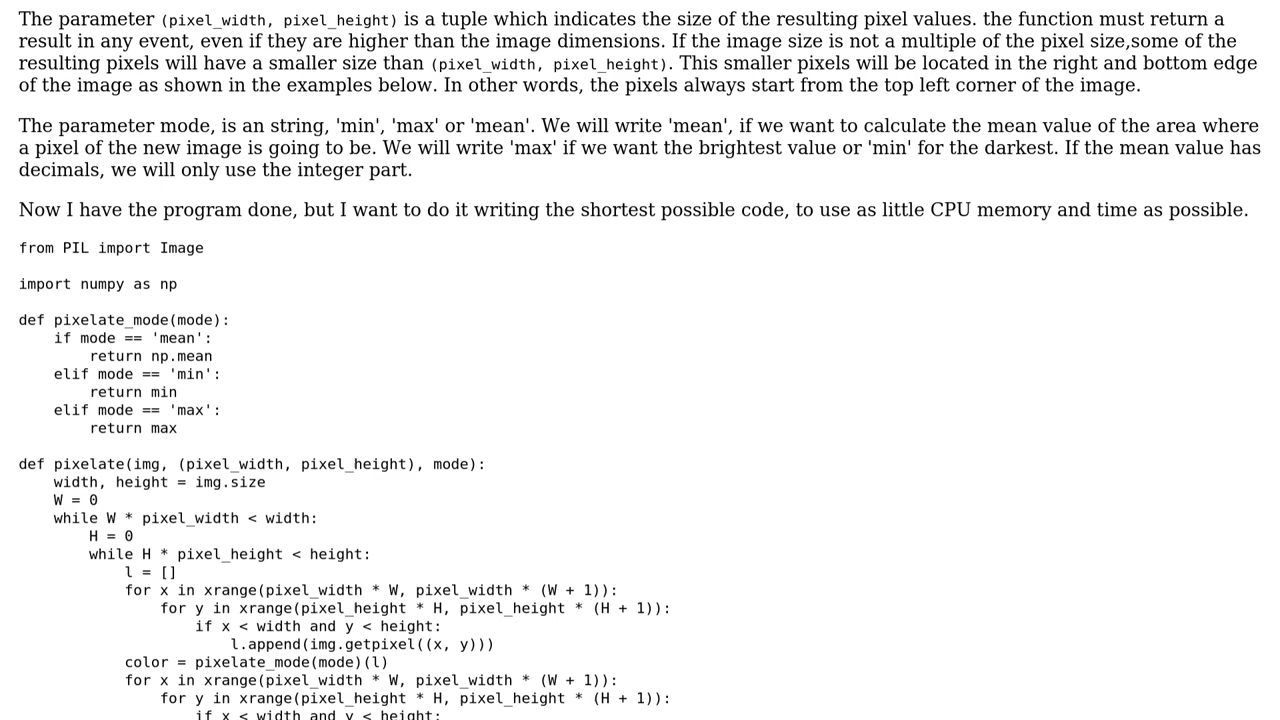 The parameter (pixel_width, pixel_height) is a tuple which indicates the size of the resulting pixel values. the function must return a
result in any event, even if they are higher than the image dimensions. If the image size is not a multiple of the pixel size,some of the
resulting pixels will have a smaller size than (pixel_width, pixel_height). This smaller pixels will be located in the right and bottom edge
of the image as shown in the examples below. In other words, the pixels always start from the top left corner of the image.
The parameter mode, is an string, 'min', 'max' or 'mean'. We will write 'mean', if we want to calculate the mean value of the area where
a pixel of the new image is going to be. We will write 'max' if we want the brightest value or 'min' for the darkest. If the mean value has
decimals, we will only use the integer part.
Now I have the program done, but I want to do it writing the shortest possible code, to use as little CPU memory and time as possible.
from PIL import Image
import numpy as np
def pixelate_mode(mode):
    if mode == 'mean':
        return np.mean
    elif mode == 'min':
        return min
    elif mode == 'max':
        return max
def pixelate(img, (pixel_width, pixel_height), mode):
    width, height = img.size
    W = 0
    while W * pixel_width < width:
        H = 0
        while H * pixel_height < height:
            l = []
            for x in xrange(pixel_width * W, pixel_width * (W + 1)):
                for y in xrange(pixel_height * H, pixel_height * (H + 1)):
                    if x < width and y < height:
                        l.append(img.getpixel((x, y)))
            color = pixelate_mode(mode)(l)
            for x in xrange(pixel_width * W, pixel_width * (W + 1)):
                for y in xrange(pixel_height * H, pixel_height * (H + 1)):
                    if x < width and y < height: